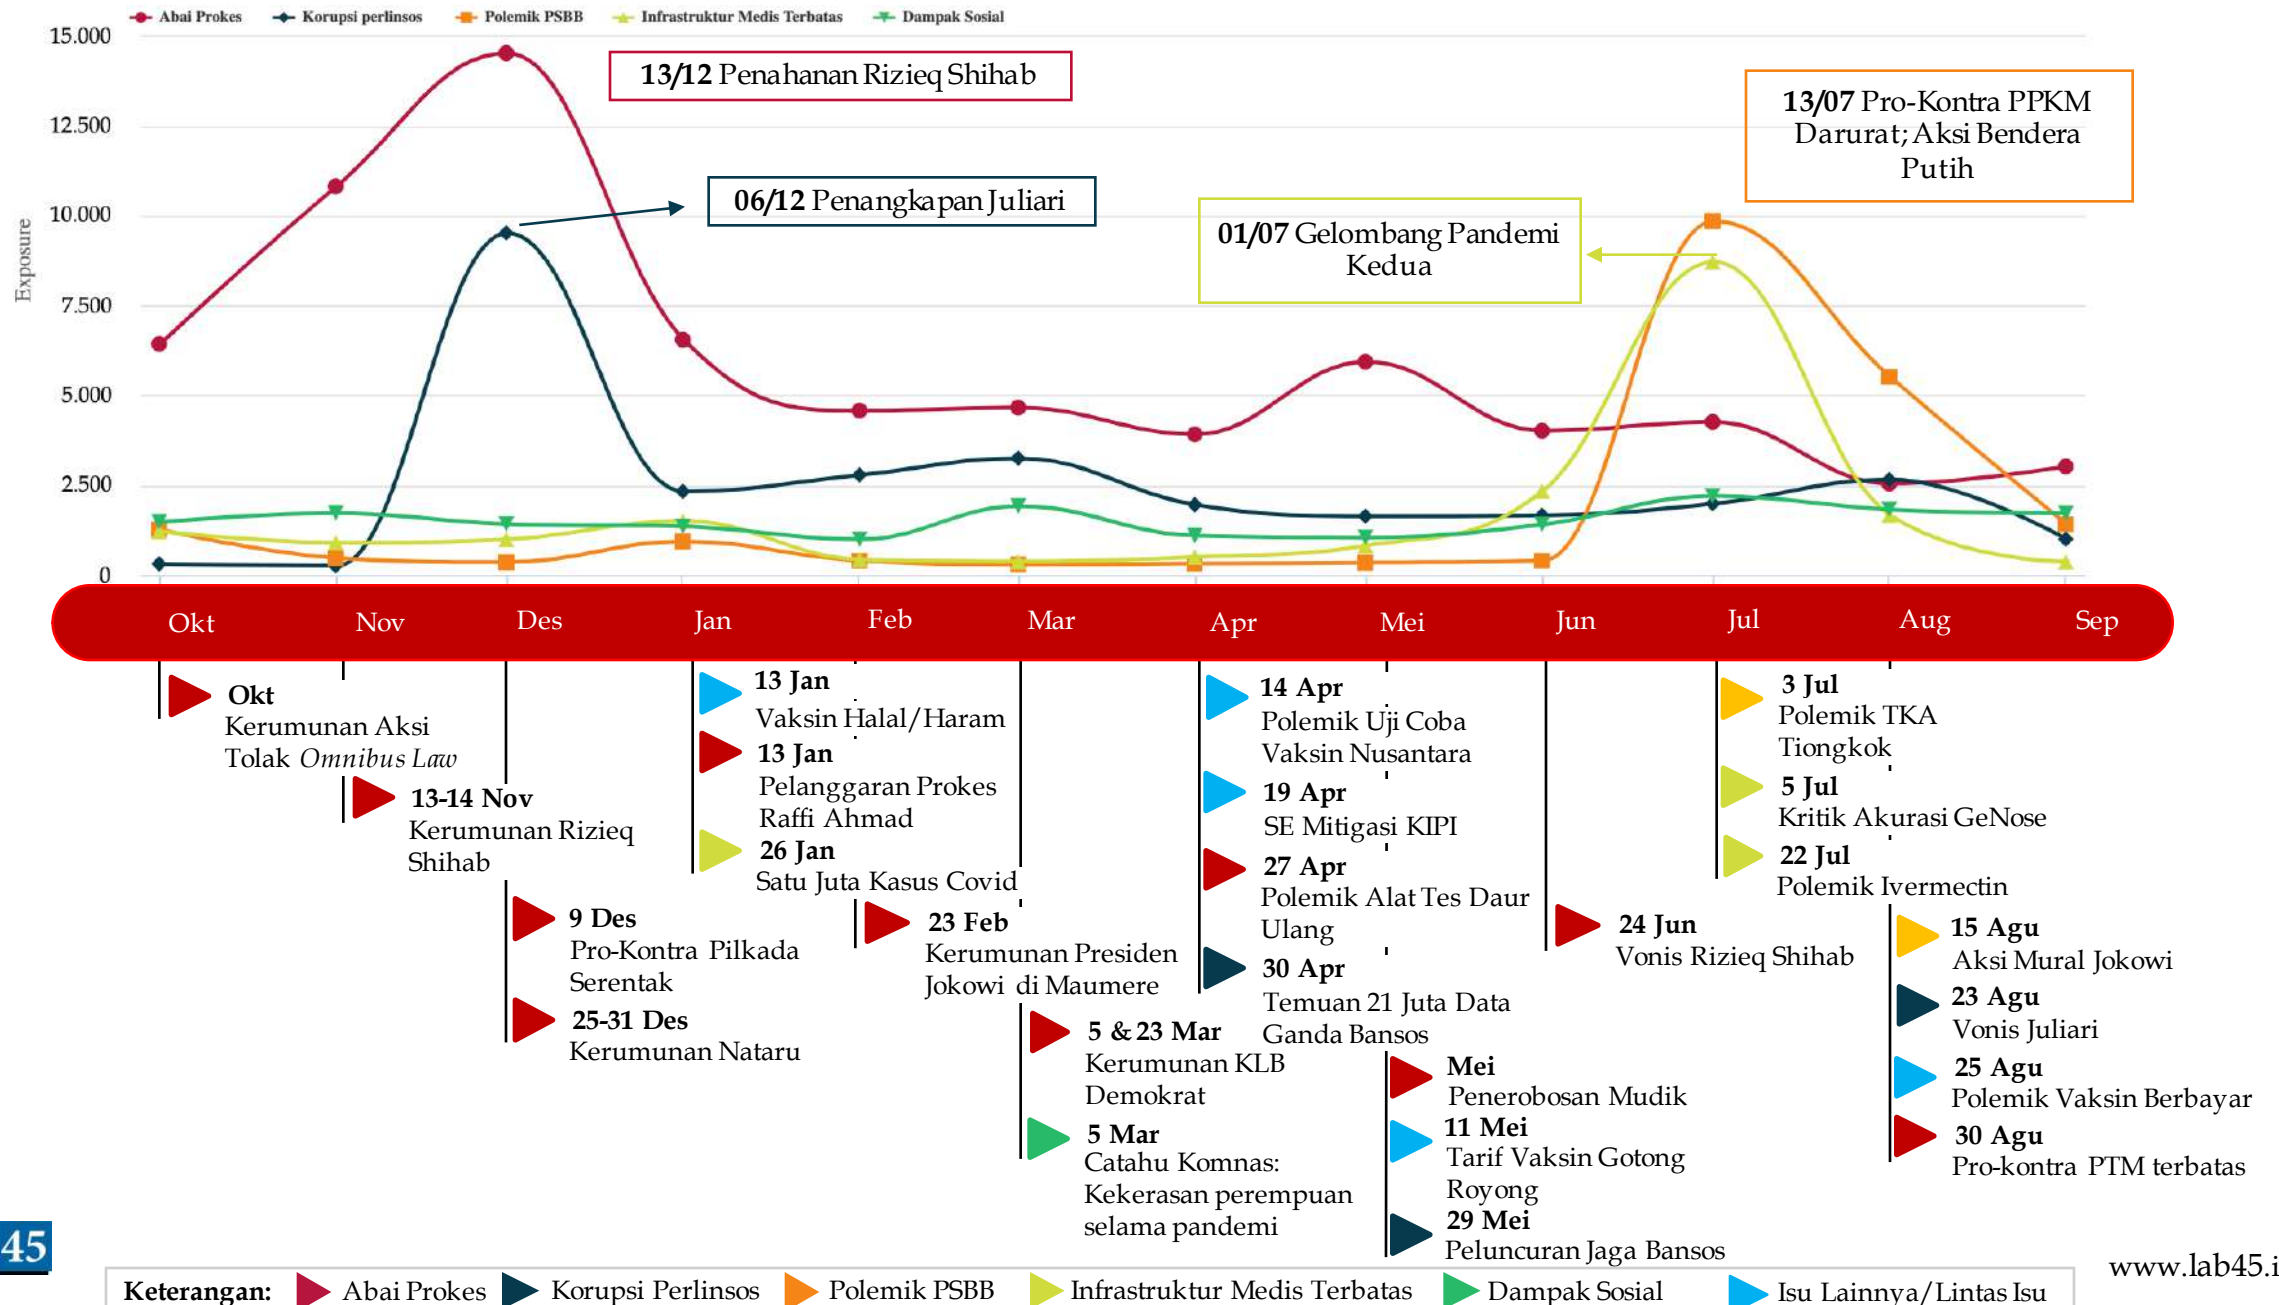 Abai Prokes Korupsi perlinsos Polemik PSBB Infrastruktur Medis Terbatas Dampak Sosial
Exposure
15.000
12.500
10.000
7.500
5.000
2.500
0
13/12 Penahanan Rizieq Shihab
06/12 Penangkapan Juliari
01/07 Gelombang Pandemi
Kedua
13/07 Pro-Kontra PPKM
Darurat; Aksi Bendera
Putih
Okt Nov Des Jan Feb Mar Apr Mei Jun Jul Aug Sep
Okt
Kerumunan Aksi
Tolak Omnibus Law
13-14 Nov
Kerumunan Rizieq
Shihab
9 Des
Pro-Kontra Pilkada
Serentak
25-31 Des
Kerumunan Nataru
13 Jan
Vaksin Halal/Haram
13 Jan
Pelanggaran Prokes
Raffi Ahmad
26 Jan
Satu Juta Kasus Covid
23 Feb
Kerumunan Presiden
Jokowi di Maumere
5 & 23 Mar
Kerumunan KLB
Demokrat
5 Mar
Catahu Komnas:
Kekerasan perempuan
selama pandemi
14 Apr
Polemik Uji Coba
Vaksin Nusantara
19 Apr
SE Mitigasi KIPI
27 Apr
Polemik Alat Tes Daur
Ulang
30 Apr
Temuan 21 Juta Data
Ganda Bansos
Mei
Penerobosan Mudik
11 Mei
Tarif Vaksin Gotong
Royong
29 Mei
Peluncuran Jaga Bansos
24 Jun
Vonis Rizieq Shihab
3 Jul
Polemik TKA
Tiongkok
5 Jul
Kritik Akurasi GeNose
22 Jul
Polemik Ivermectin
15 Agu
Aksi Mural Jokowi
23 Agu
Vonis Juliari
25 Agu
Polemik Vaksin Berbayar
30 Agu
Pro-kontra PTM terbatas
45
www.lab45.i
Keterangan: Abai Prokes Korupsi Perlinsos Polemik PSBB Infrastruktur Medis Terbatas Dampak Sosial Isu Lainnya/Lintas Isu